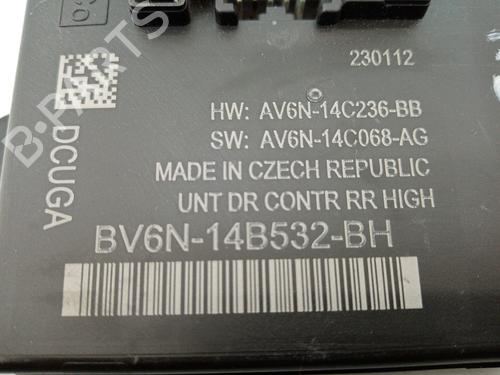 230112
HW: AV6N-14C236-BB
SW: AV6N-14C068-AG
MADE IN CZECH REPUBLIC
UNT DR CONTR RR HIGH
BV6N-14B532-BH
DCUGA
B-PARTS